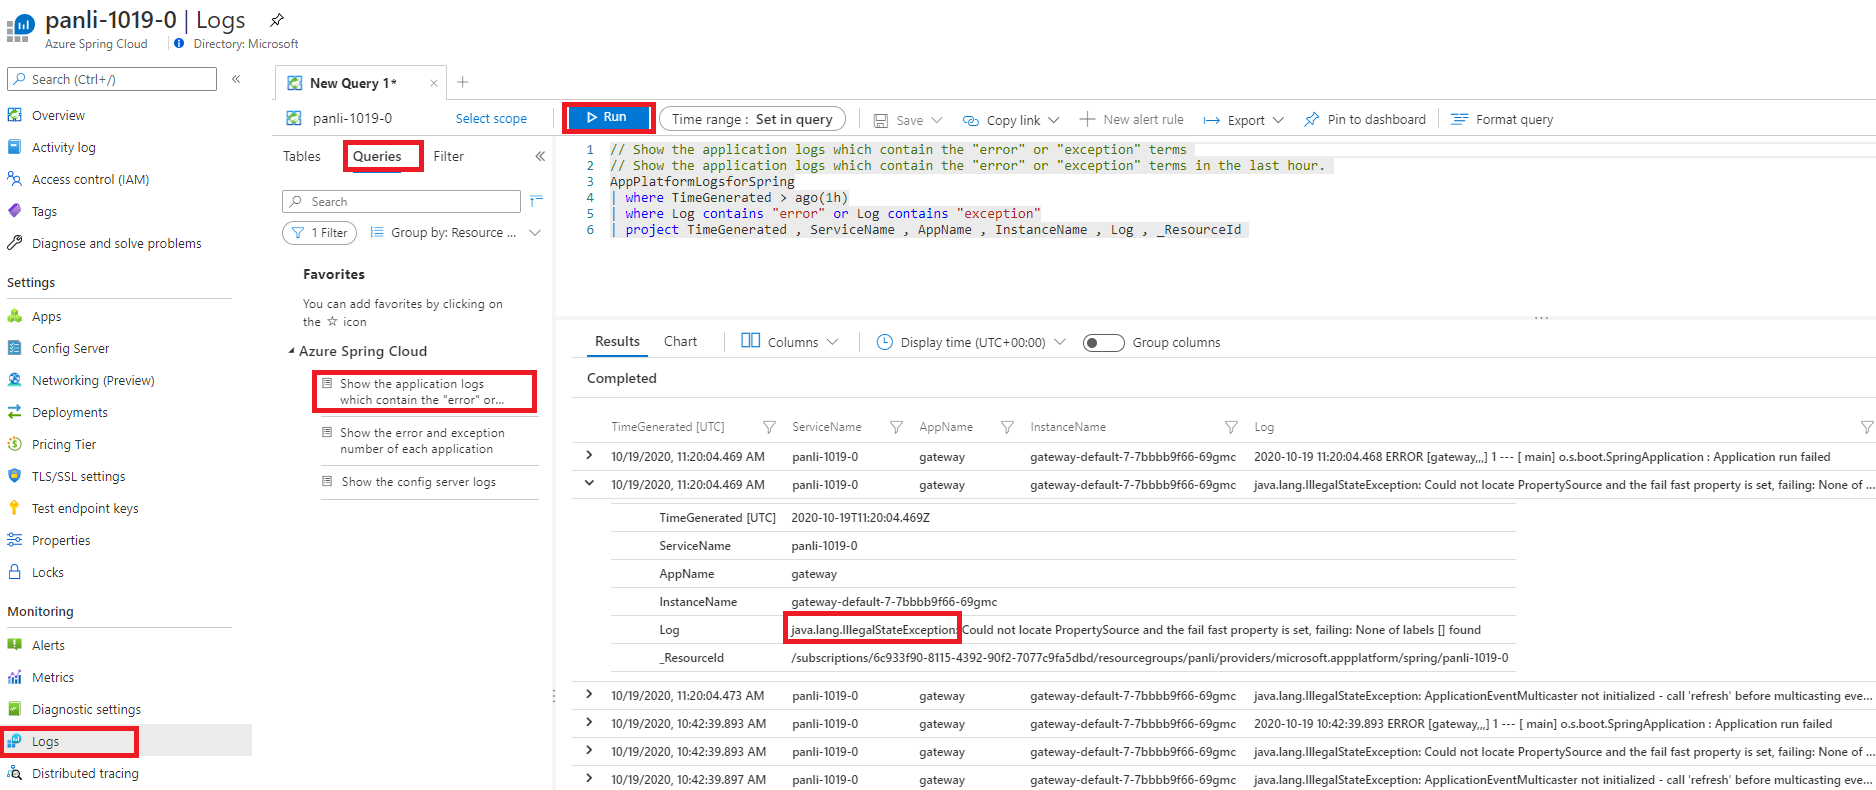 panli-1019-0 | Logs
Azure Spring Cloud
Directory: Microsoft
Search (Ctrl+/)
Overview
Activity log
Access control (IAM)
Tags
Diagnose and solve problems
Settings
Apps
Config Server
Networking (Preview)
Deployments
Pricing Tier
TLS/SSL settings
Test endpoint keys
Properties
Locks
Monitoring
Alerts
Metrics
Diagnostic settings
Logs
Distributed tracing
New Query 1*
panli-1019-0
Select scope
Run
Time range : Set in query
Save
Copy link
New alert rule
Export
Pin to dashboard
Format query
Tables
Queries
Filter
Search
1 Filter
Group by: Resource ...
Favorites
You can add favorites by clicking on
the ☆ icon
Azure Spring Cloud
Show the application logs
which contain the "error" or...
Show the error and exception
number of each application
Show the config server logs
1 // Show the application logs which contain the "error" or "exception" terms
2 // Show the application logs which contain the "error" or "exception" terms in the last hour.
3 AppPlatformLogsforSpring
4 | where TimeGenerated > ago(1h)
5 | where Log contains "error" or Log contains "exception"
6 | project TimeGenerated , ServiceName , AppName , InstanceName , Log , _ResourceId
...
Results
Chart
Columns
Display time (UTC+00:00)
Group columns
Completed
TimeGenerated [UTC] ServiceName AppName InstanceName Log
10/19/2020, 11:20:04.469 AM panli-1019-0 gateway gateway-default-7-7bbbb9f66-69gmc 2020-10-19 11:20:04.468 ERROR [gateway,,,] 1 --- [ main] o.s.boot.SpringApplication : Application run failed
10/19/2020, 11:20:04.469 AM panli-1019-0 gateway gateway-default-7-7bbbb9f66-69gmc java.lang.IllegalStateException: Could not locate PropertySource and the fail fast property is set, failing: None of ...
TimeGenerated [UTC] 2020-10-19T11:20:04.469Z
ServiceName panli-1019-0
AppName gateway
InstanceName gateway-default-7-7bbbb9f66-69gmc
Log java.lang.IllegalStateException: Could not locate PropertySource and the fail fast property is set, failing: None of labels [] found
_ResourceId /subscriptions/6c933f90-8115-4392-90f2-7077c9fa5dbd/resourcegroups/panli/providers/microsoft.appplatform/spring/panli-1019-0
10/19/2020, 11:20:04.473 AM panli-1019-0 gateway gateway-default-7-7bbbb9f66-69gmc java.lang.IllegalStateException: ApplicationEventMulticaster not initialized - call 'refresh' before multicasting eve...
10/19/2020, 10:42:39.893 AM panli-1019-0 gateway gateway-default-7-7bbbb9f66-69gmc 2020-10-19 10:42:39.893 ERROR [gateway,,,] 1 --- [ main] o.s.boot.SpringApplication : Application run failed
10/19/2020, 10:42:39.893 AM panli-1019-0 gateway gateway-default-7-7bbbb9f66-69gmc java.lang.IllegalStateException: Could not locate PropertySource and the fail fast property is set, failing: None of ...
10/19/2020, 10:42:39.897 AM panli-1019-0 gateway gateway-default-7-7bbbb9f66-69gmc java.lang.IllegalStateException: ApplicationEventMulticaster not initialized - call 'refresh' before multicasting eve...